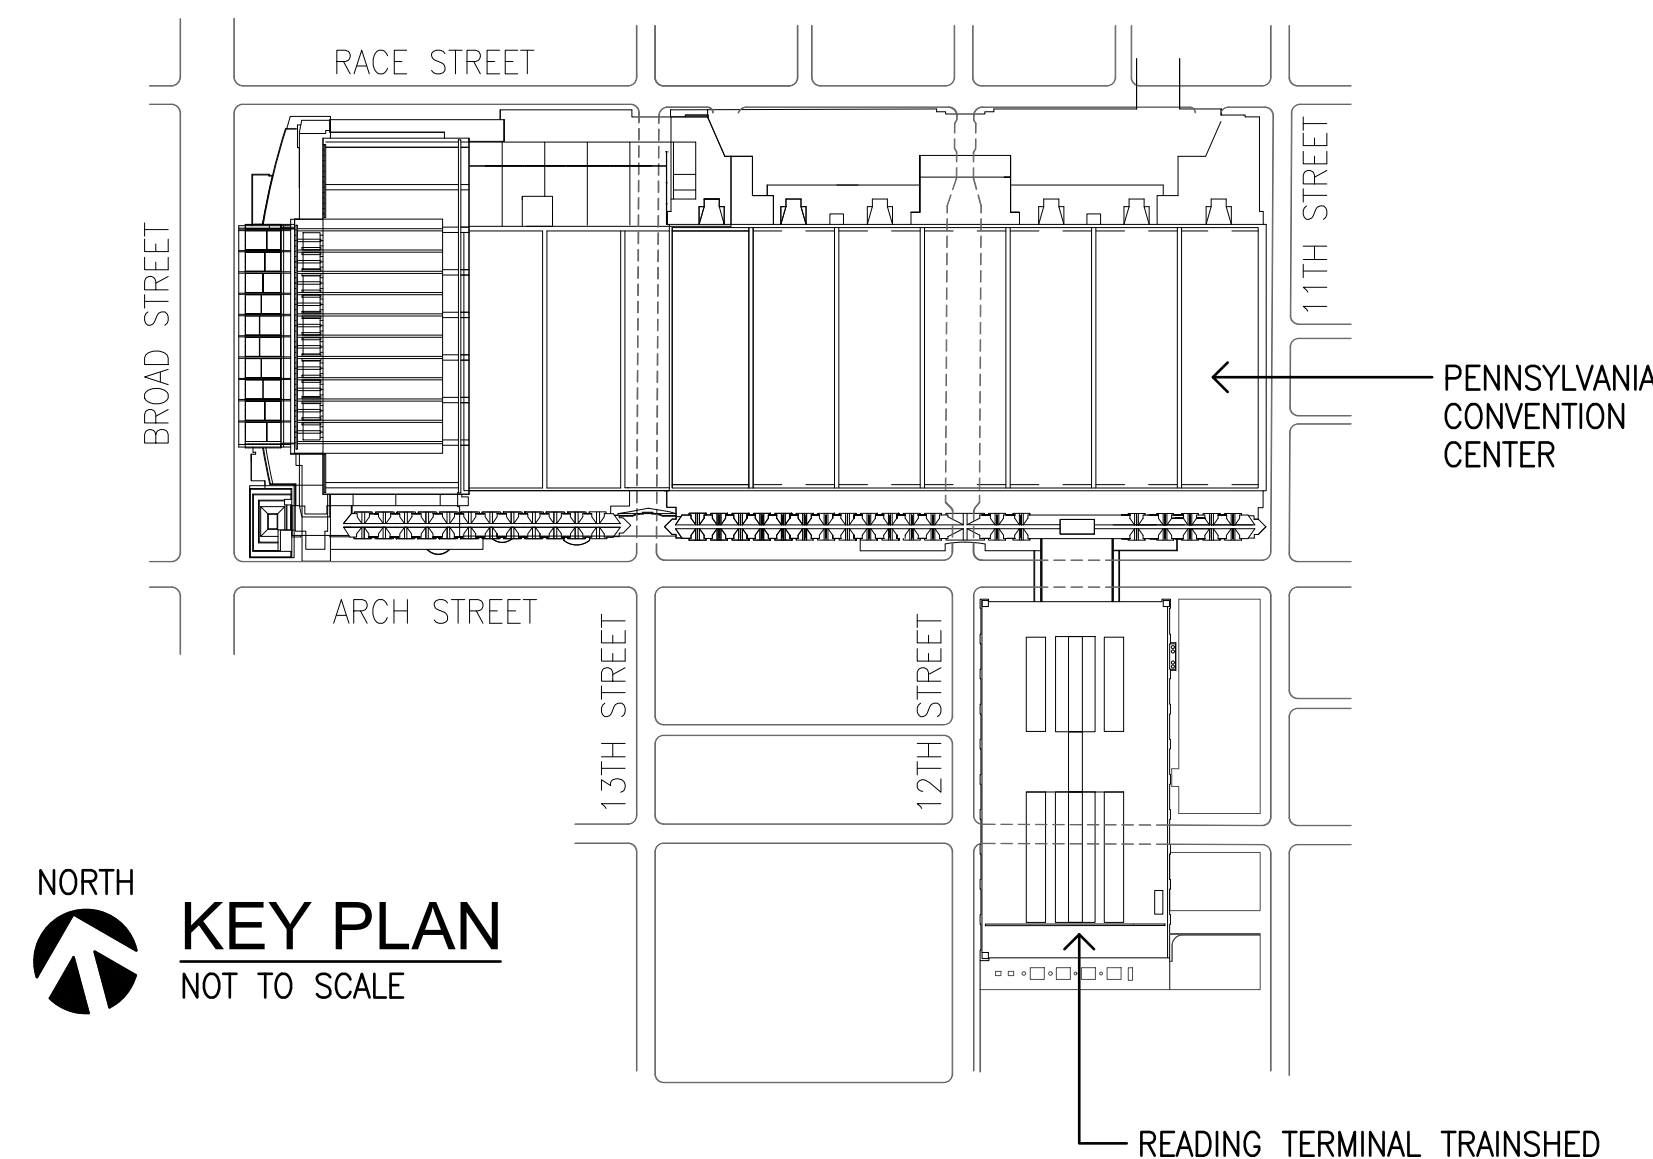 RACE STREET
11TH STREET
BROAD STREET
PENNSYLVANIA
CONVENTION
CENTER
ARCH STREET
13TH STREET
12TH STREET
NORTH
KEY PLAN
NOT TO SCALE
READING TERMINAL TRAINSHED